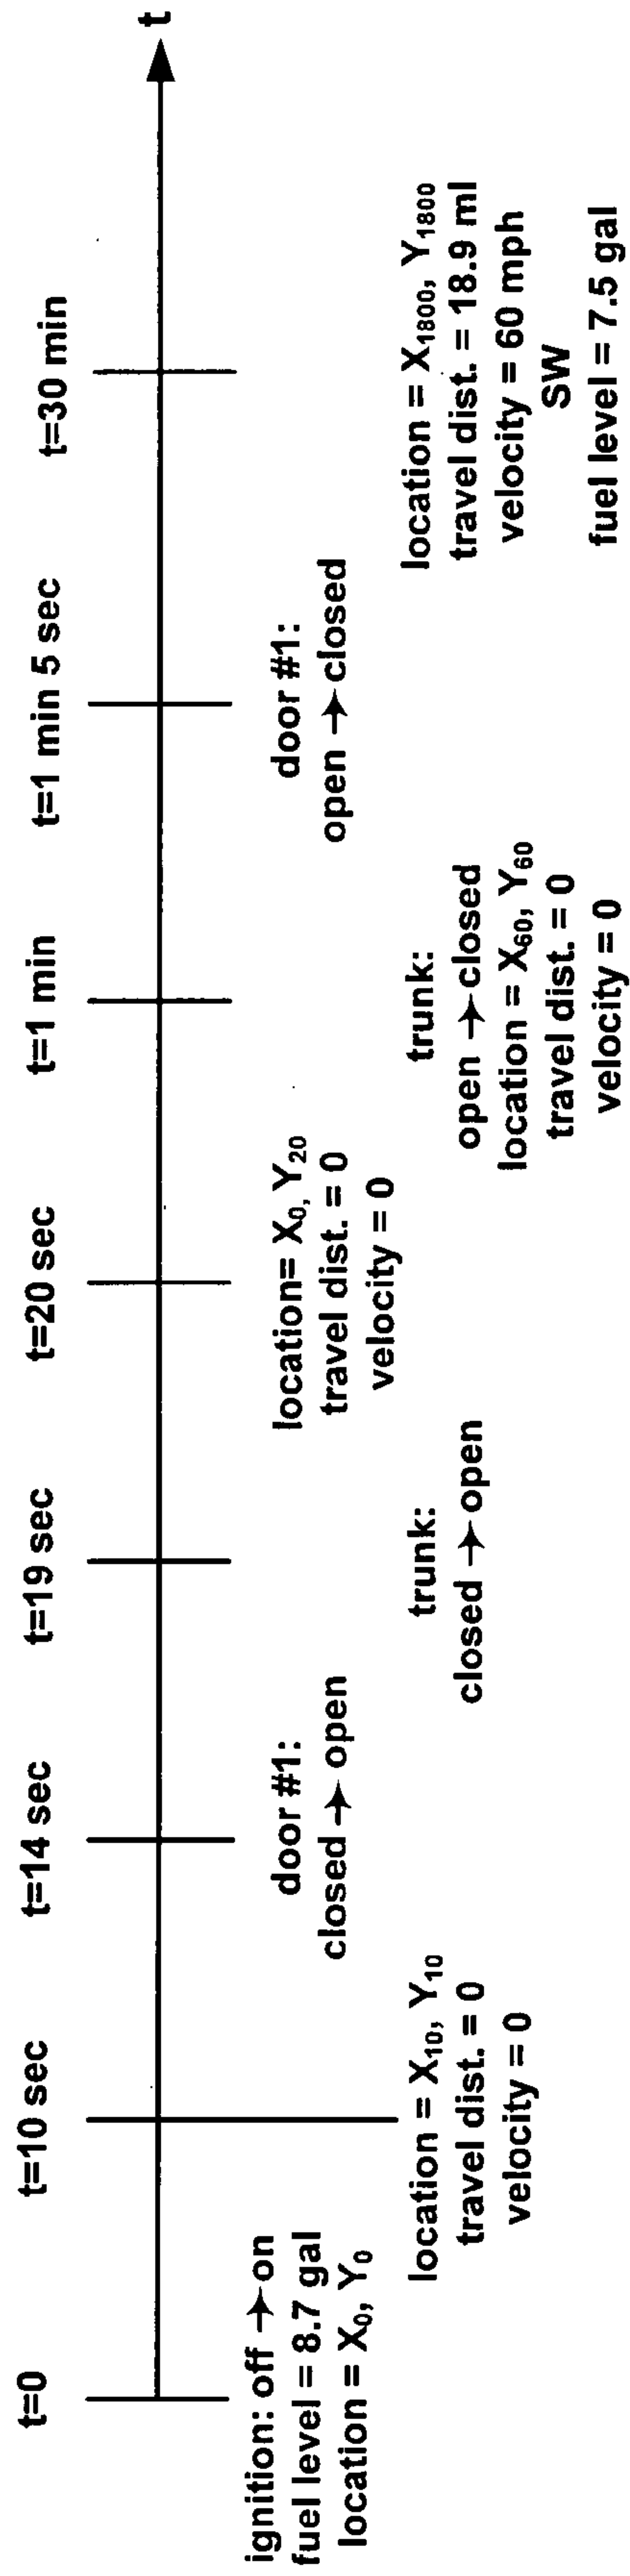 t=0
t=10 sec
t=14 sec
t=19 sec
t=20 sec
t=1 min
t=1 min 5 sec
t=30 min
t
ignition: off → on
fuel level = 8.7 gal
location = X₀, Y₀
location = X₁₀, Y₁₀
travel dist. = 0
velocity = 0
door #1:
closed → open
trunk:
closed → open
location= X₀, Y₂₀
travel dist. = 0
velocity = 0
trunk:
open → closed
location = X₆₀, Y₆₀
travel dist. = 0
velocity = 0
door #1:
open → closed
location = X₁₈₀₀, Y₁₈₀₀
travel dist. = 18.9 ml
velocity = 60 mph
SW
fuel level = 7.5 gal